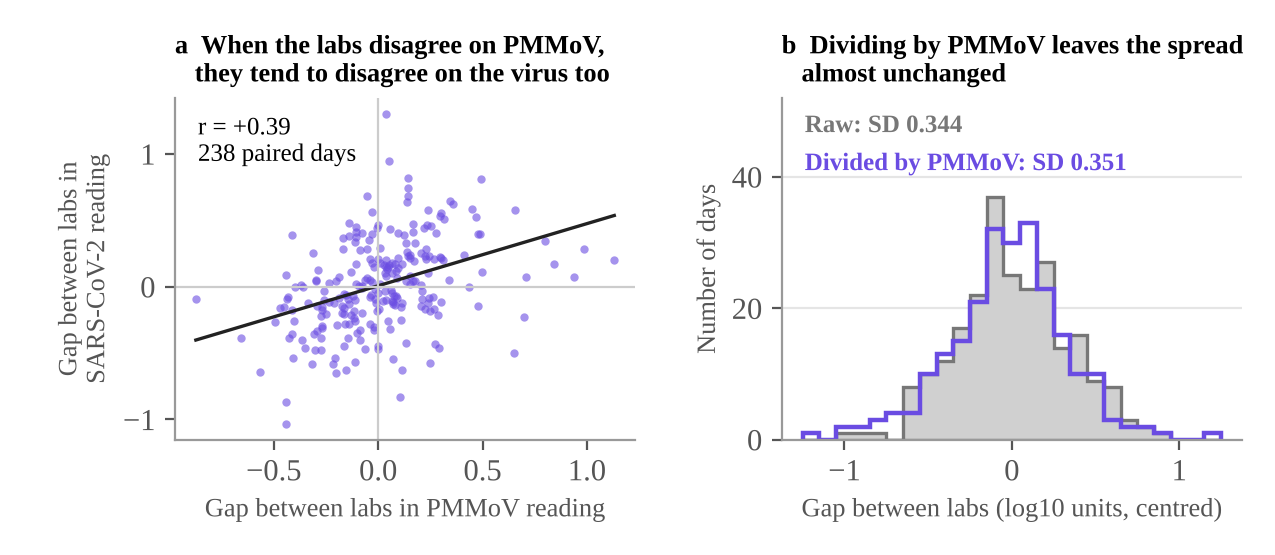 a When the labs disagree on PMMoV,
they tend to disagree on the virus too
r = +0.39
238 paired days
Gap between labs in
SARS-CoV-2 reading
1
0
−1
−0.5
0.0
0.5
1.0
Gap between labs in PMMoV reading
b Dividing by PMMoV leaves the spread
almost unchanged
Raw: SD 0.344
Divided by PMMoV: SD 0.351
Number of days
40
20
0
−1
0
1
Gap between labs (log10 units, centred)